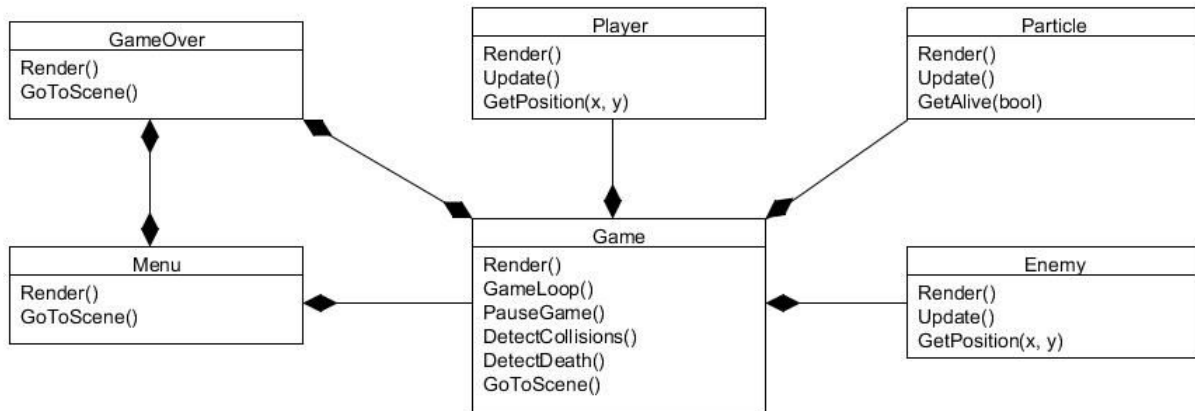 GameOver
Render()
GoToScene()
Player
Render()
Update()
GetPosition(x, y)
Particle
Render()
Update()
GetAlive(bool)
Menu
Render()
GoToScene()
Game
Render()
GameLoop()
PauseGame()
DetectCollisions()
DetectDeath()
GoToScene()
Enemy
Render()
Update()
GetPosition(x, y)